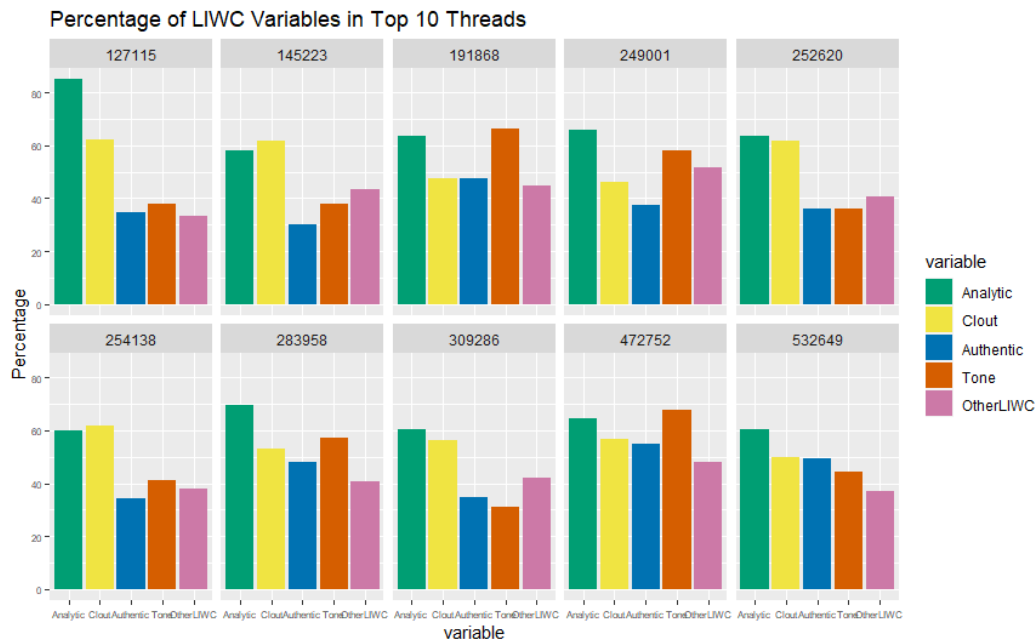 Percentage of LIWC Variables in Top 10 Threads
127115 145223 191868 249001 252620
80
60
40
20
0
254138 283958 309286 472752 532649
80
60
40
20
0
Percentage
Analytic Clout Authentic Tone OtherLIWC Analytic Clout Authentic Tone OtherLIWC Analytic Clout Authentic Tone OtherLIWC Analytic Clout Authentic Tone OtherLIWC Analytic Clout Authentic Tone OtherLIWC
variable
variable
Analytic
Clout
Authentic
Tone
OtherLIWC